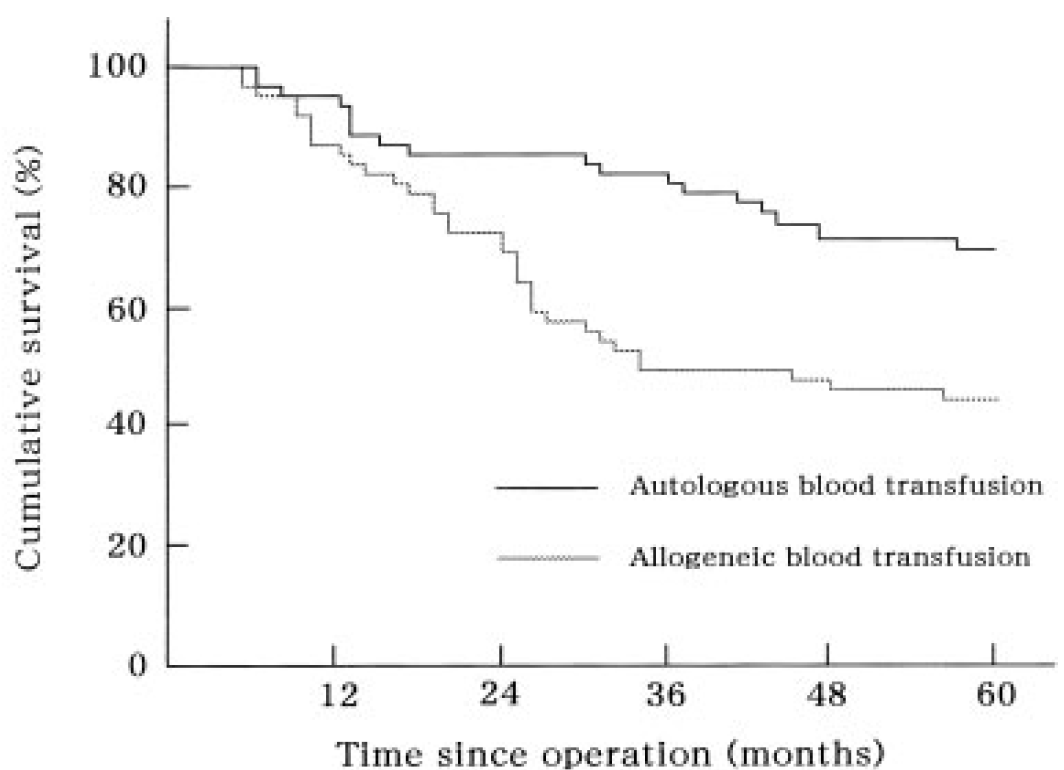 Cumulative survival (%)
100
80
60
40
20
0
Autologous blood transfusion
Allogeneic blood transfusion
12 24 36 48 60
Time since operation (months)